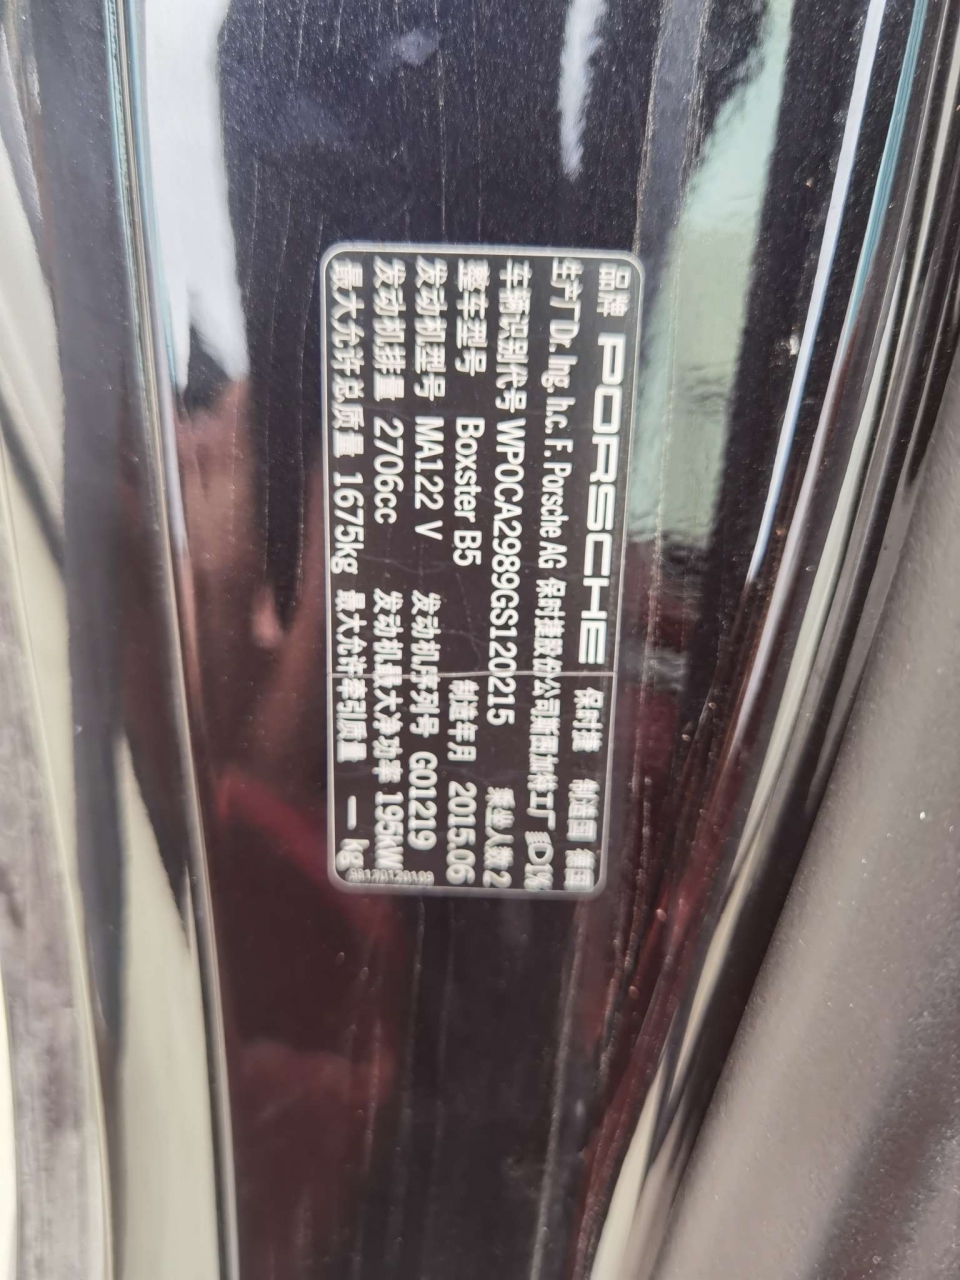 品牌 PORSCHE 保时捷 制造国 德国
生产厂 Dr. Ing. h.c. F. Porsche AG 保时捷股份公司斯图加特工厂 1%
车辆识别代号 WP0CA2989GS120215 乘坐人数 2
整车型号 Boxster B5 制造年月 2015.06
发动机型号 MA122 V 发动机序列号 G01219
发动机排量 2706cc 发动机最大净功率 195kW
最大允许总质量 1675kg 最大允许牵引质量 — kg